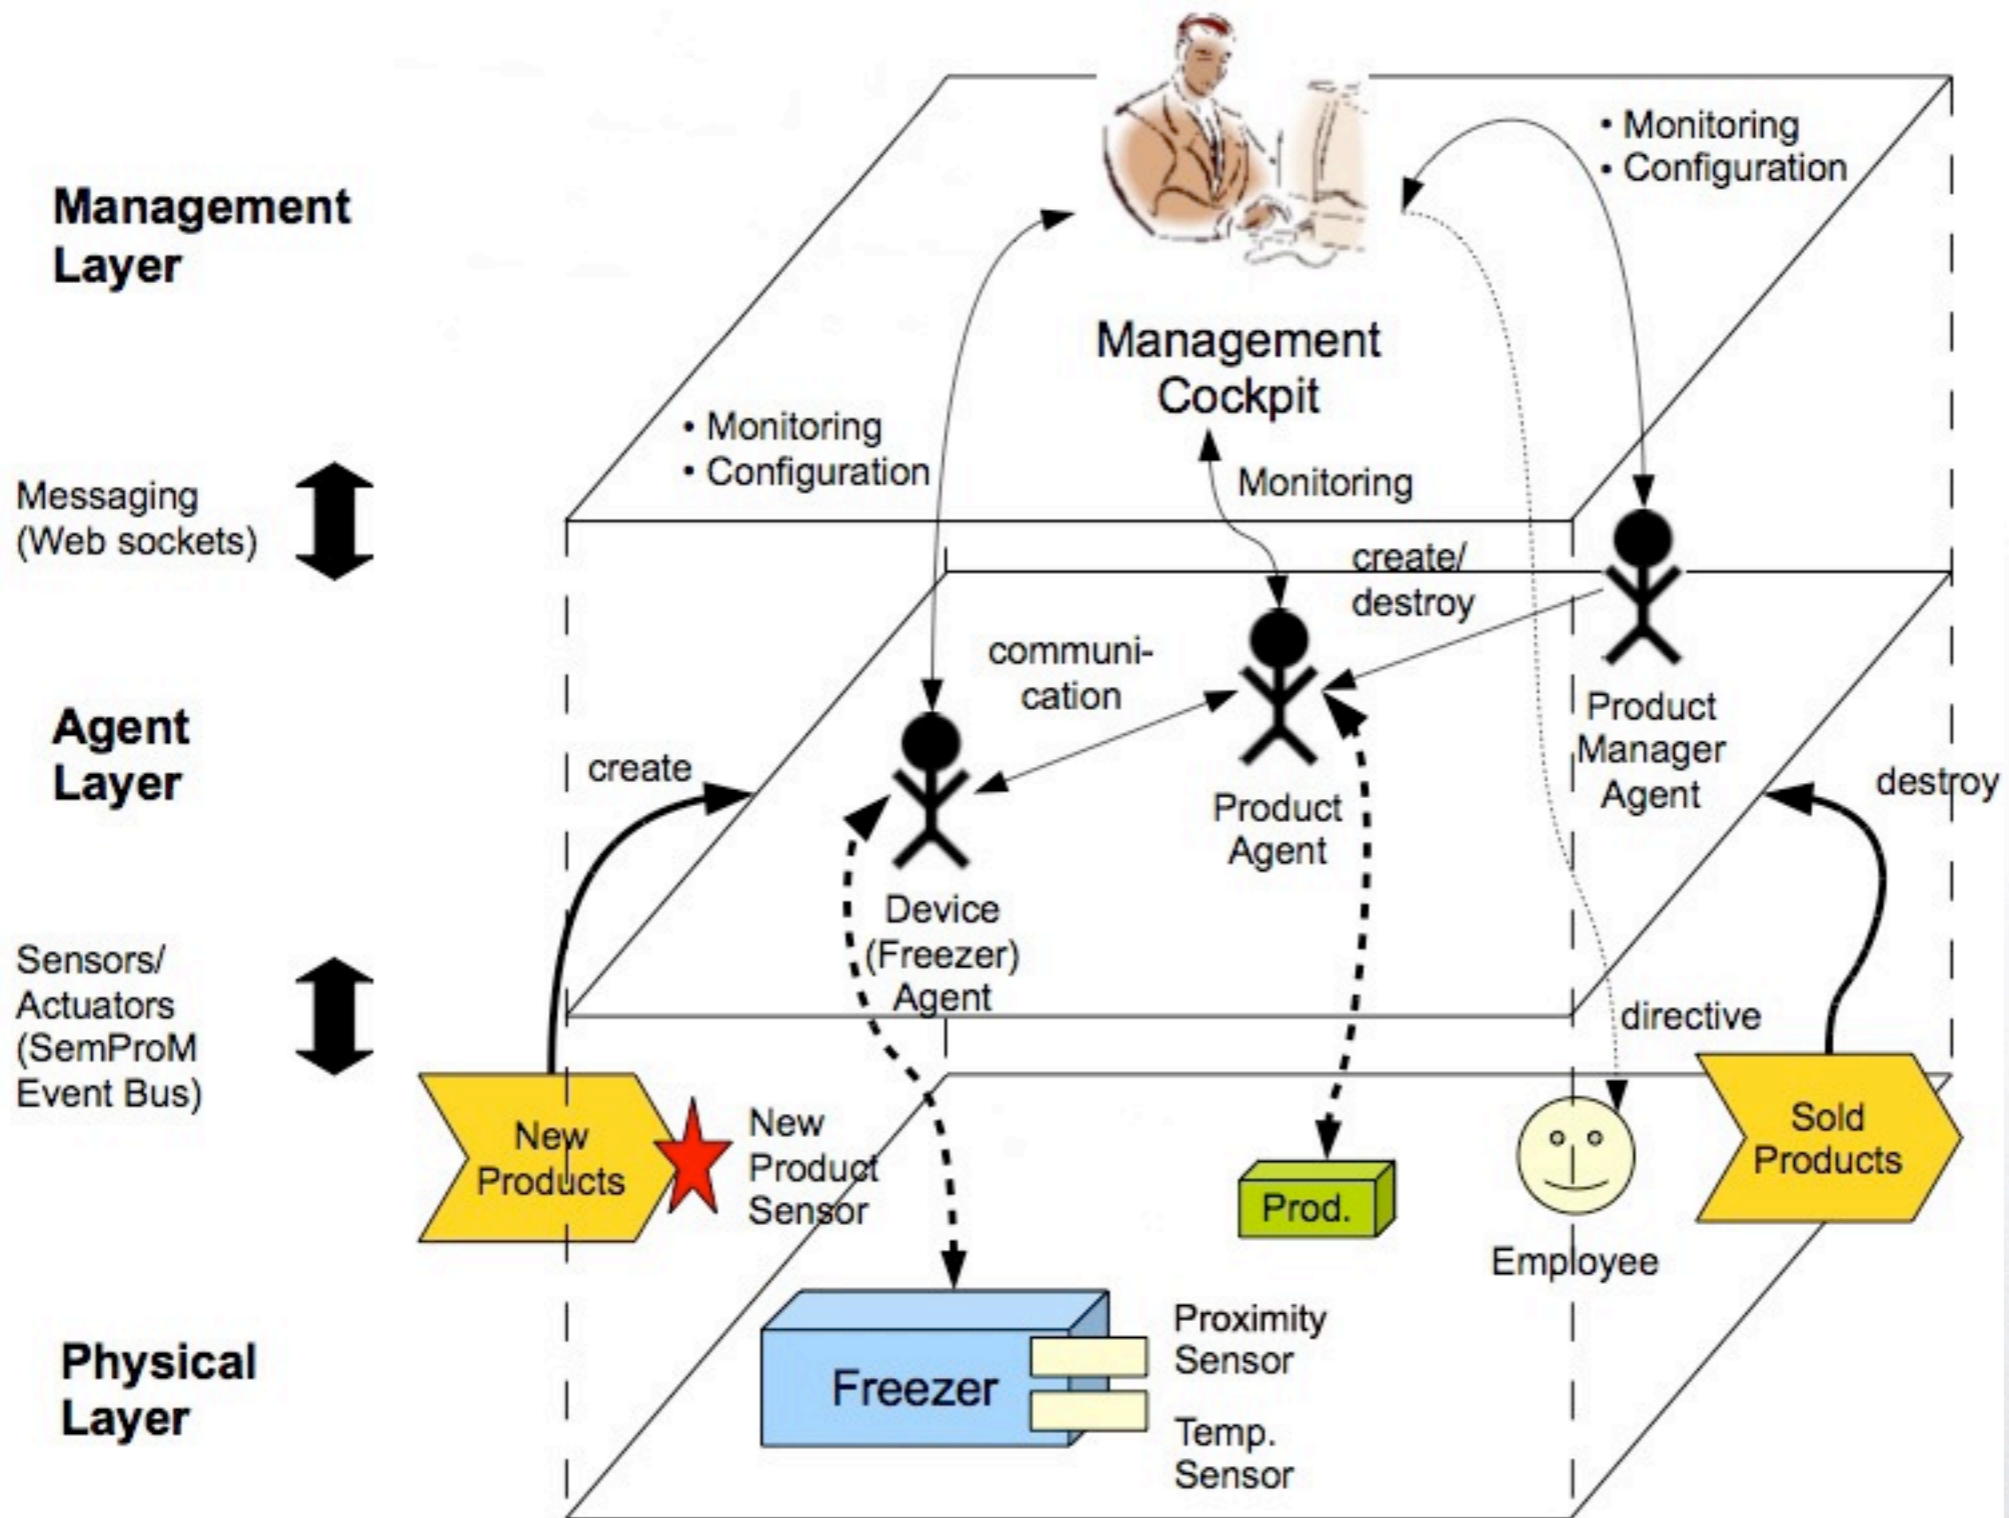 Management
Layer
• Monitoring
• Configuration
Management
Cockpit
• Monitoring
• Configuration
Monitoring
Messaging
(Web sockets)
create/
destroy
communi-
cation
Agent
Layer
create
Product
Manager
Agent
destroy
Product
Agent
Device
(Freezer)
Agent
Sensors/
Actuators
(SemProM
Event Bus)
directive
New
Products
New
Product
Sensor
Prod.
Sold
Products
Employee
Physical
Layer
Freezer
Proximity
Sensor
Temp.
Sensor